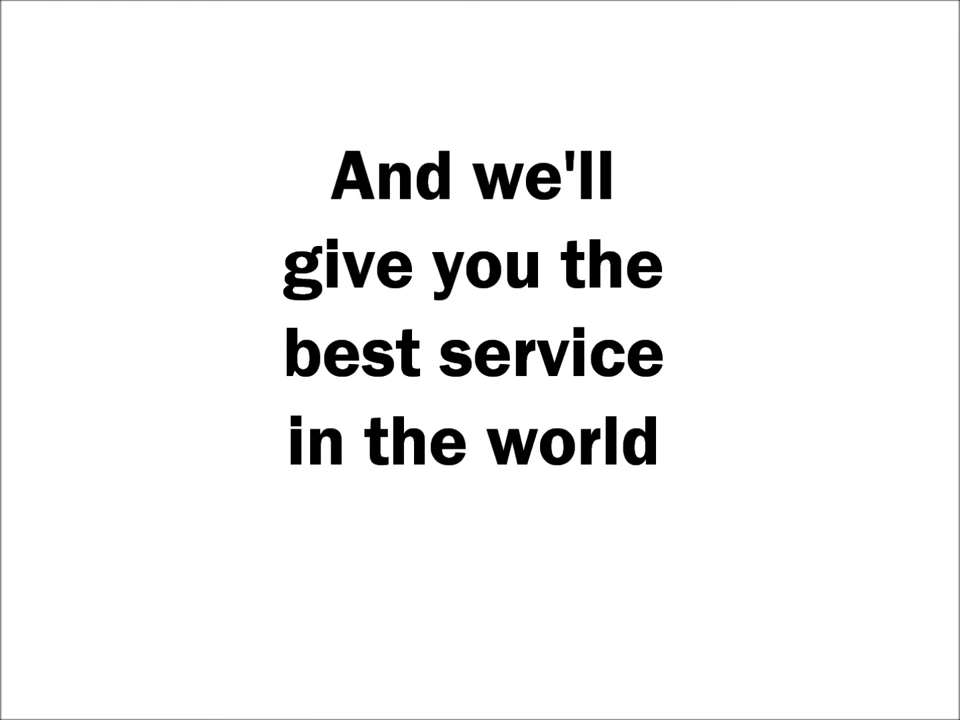 And we'll
give you the
best service
in the world